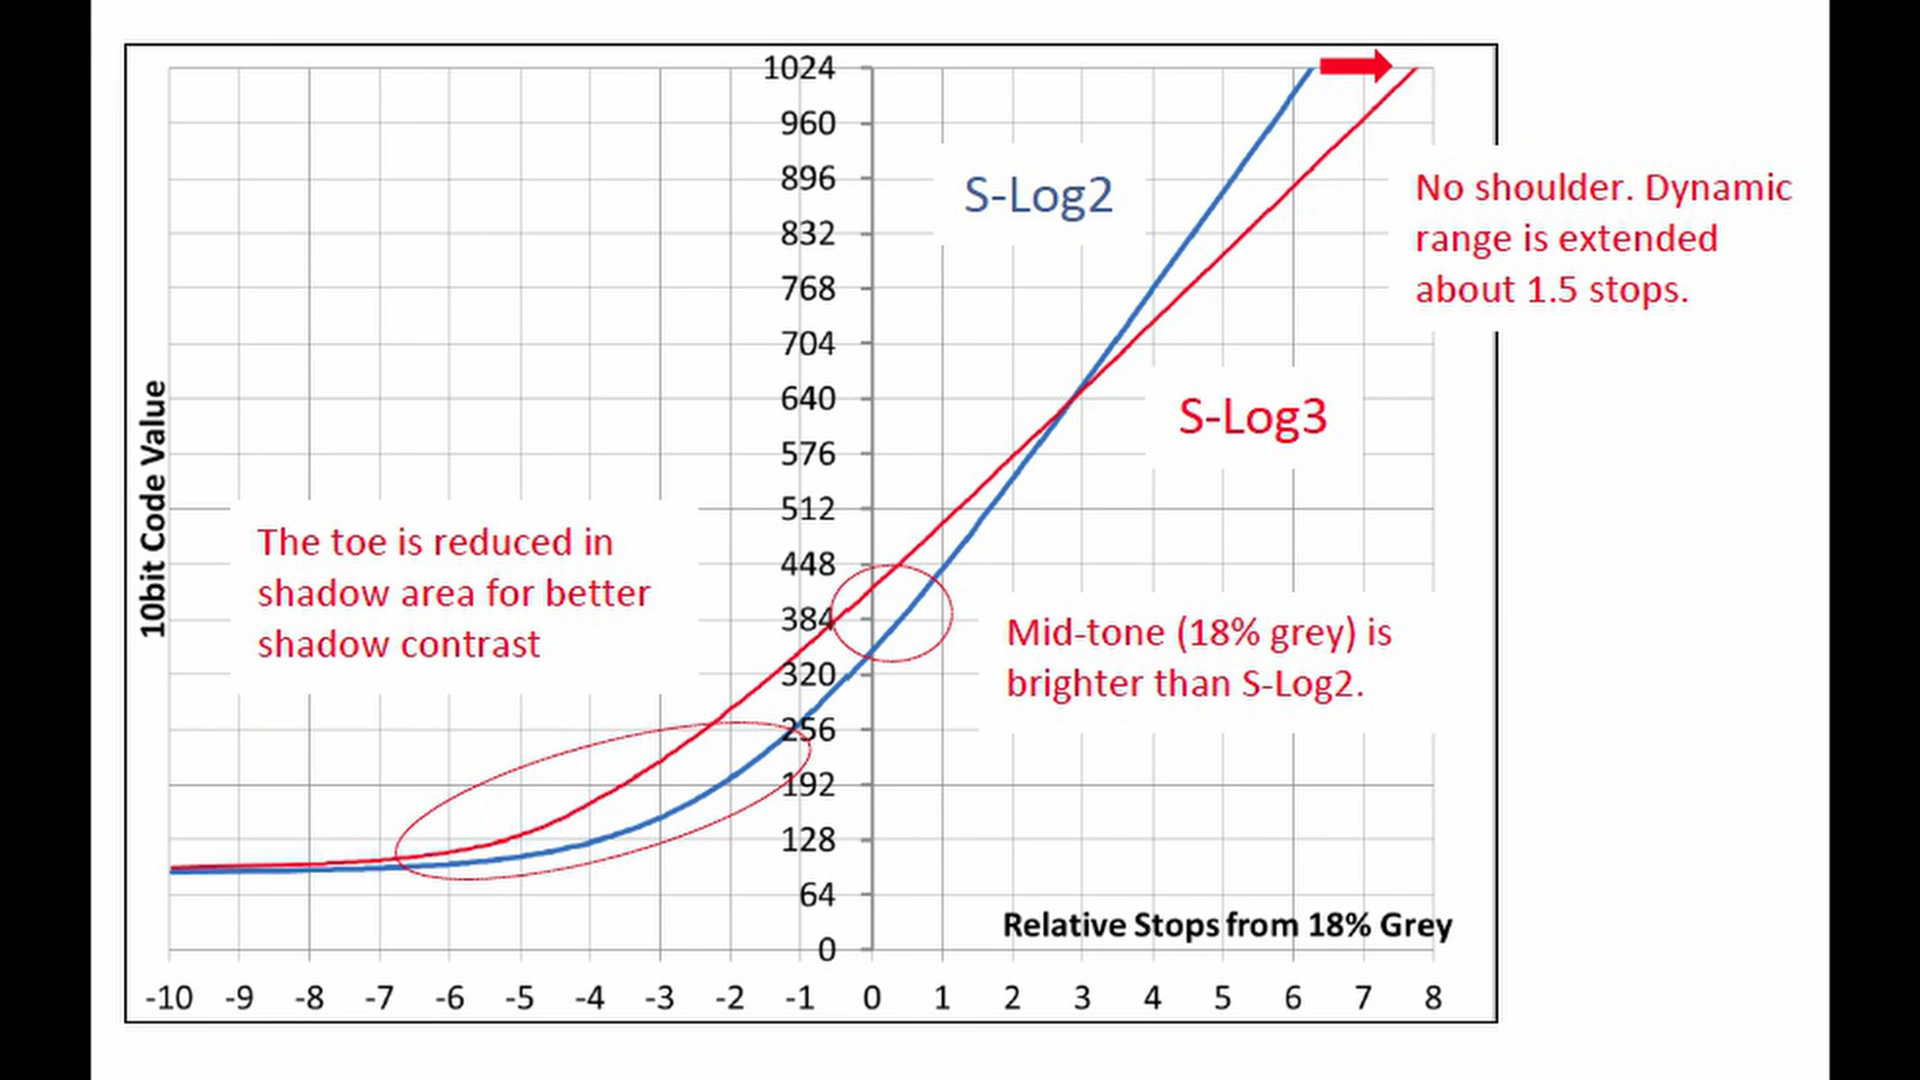 1024
960
896
832
768
704
640
576
512
448
384
320
256
192
128
64
0
10bit Code Value
S-Log2
No shoulder. Dynamic
range is extended
about 1.5 stops.
S-Log3
The toe is reduced in
shadow area for better
shadow contrast
Mid-tone (18% grey) is
brighter than S-Log2.
Relative Stops from 18% Grey
-10 -9 -8 -7 -6 -5 -4 -3 -2 -1 0 1 2 3 4 5 6 7 8